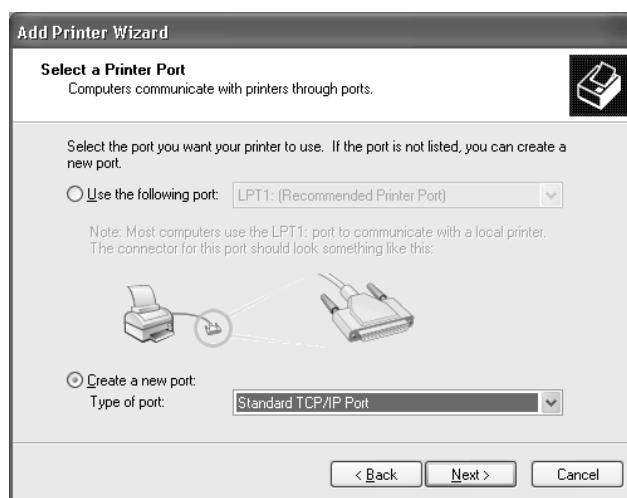 Add Printer Wizard
Select a Printer Port
Computers communicate with printers through ports.
Select the port you want your printer to use. If the port is not listed, you can create a
new port.
Use the following port: LPT1: (Recommended Printer Port)
Note: Most computers use the LPT1: port to communicate with a local printer.
The connector for this port should look something like this:
Create a new port:
Type of port: Standard TCP/IP Port
< Back Next > Cancel